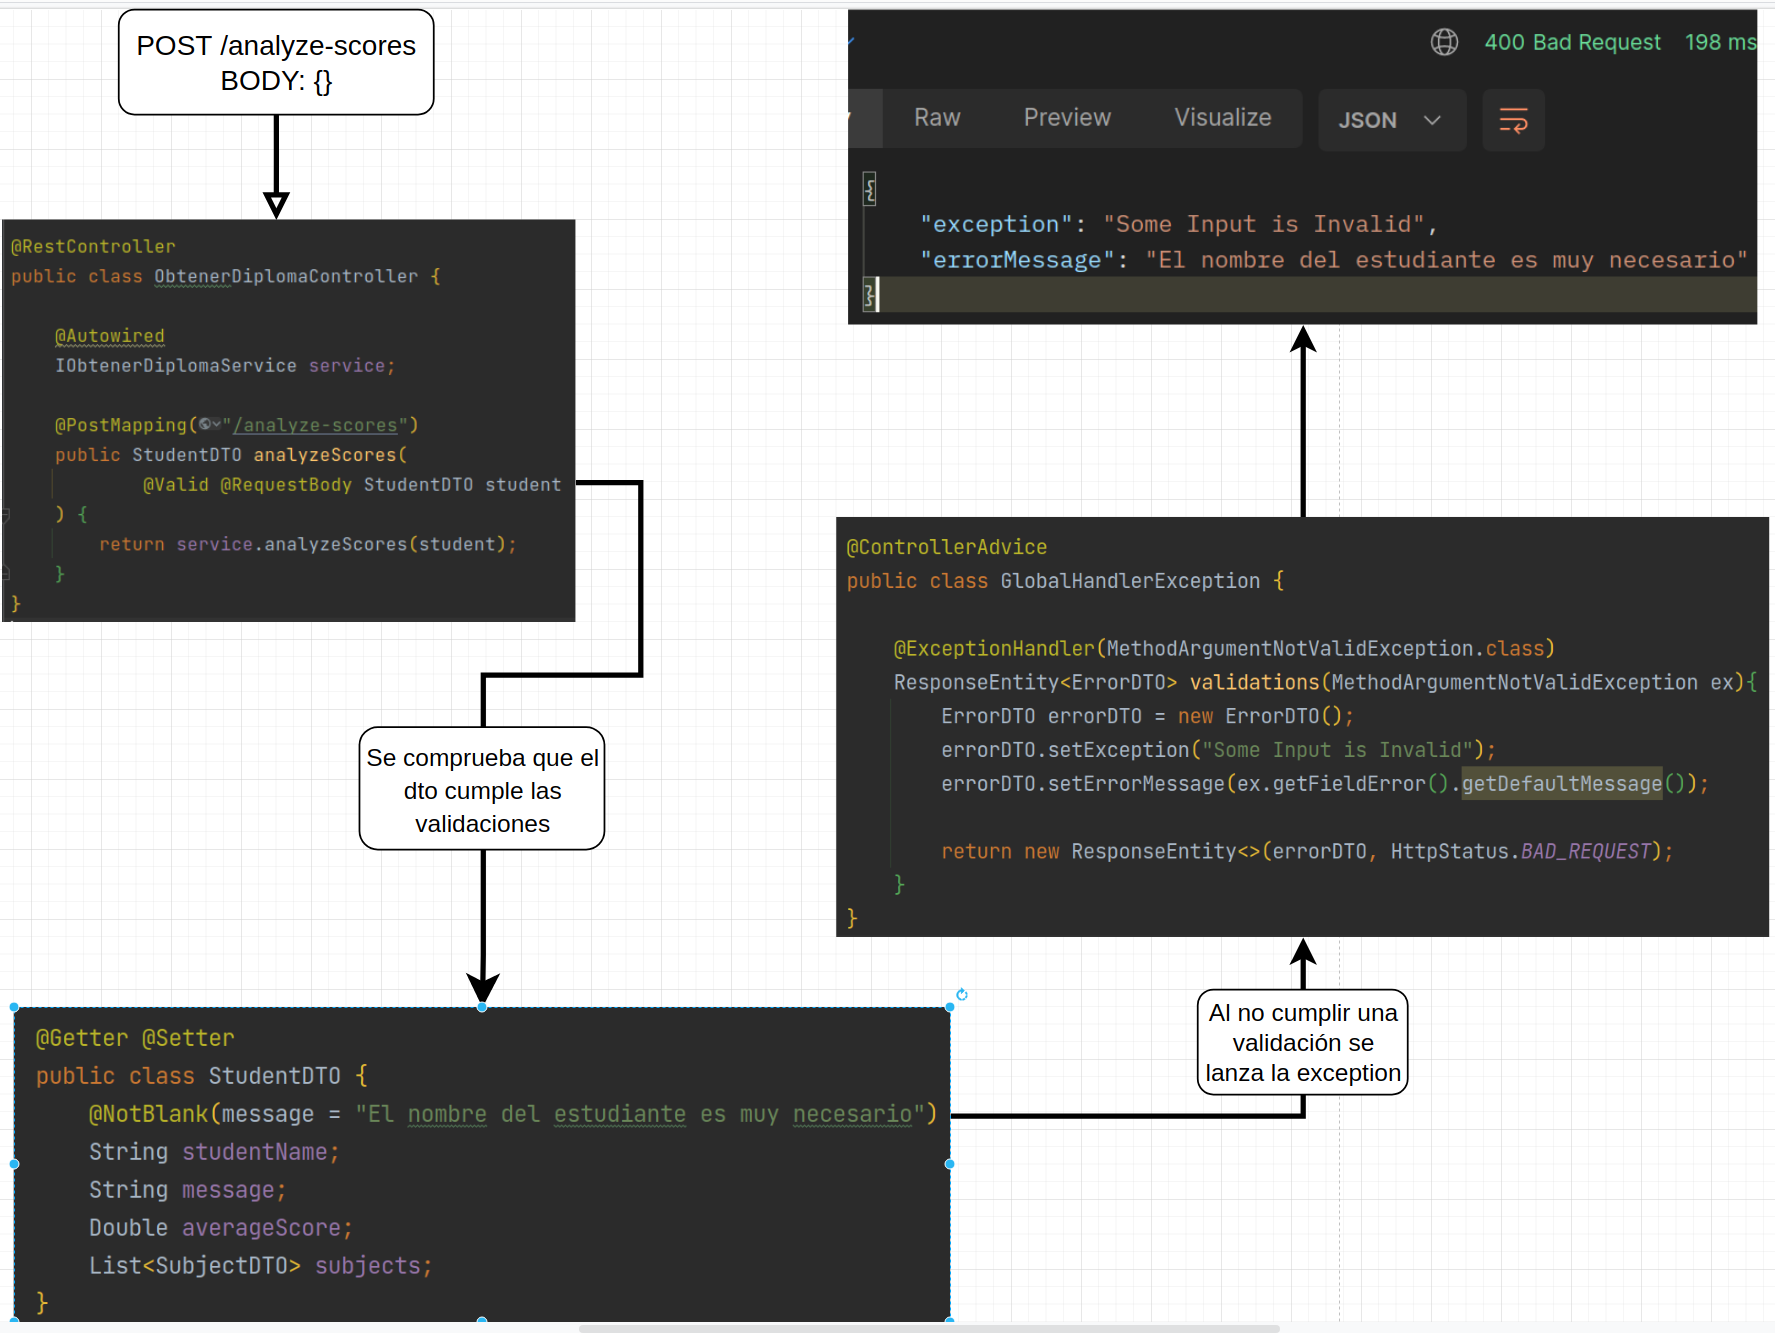 POST /analyze-scores
BODY: {}
@RestController
public class ObtenerDiplomaController {
@Autowired
IObtenerDiplomaService service;
@PostMapping("/analyze-scores")
public StudentDTO analyzeScores(
@Valid @RequestBody StudentDTO student
) {
return service.analyzeScores(student);
}
}
Se comprueba que el
dto cumple las
validaciones
@Getter @Setter
public class StudentDTO {
@NotBlank(message = "El nombre del estudiante es muy necesario")
String studentName;
String message;
Double averageScore;
List<SubjectDTO> subjects;
}
Al no cumplir una
validación se
lanza la exception
@ControllerAdvice
public class GlobalHandlerException {
@ExceptionHandler(MethodArgumentNotValidException.class)
ResponseEntity<ErrorDTO> validations(MethodArgumentNotValidException ex){
ErrorDTO errorDTO = new ErrorDTO();
errorDTO.setException("Some Input is Invalid");
errorDTO.setErrorMessage(ex.getFieldError().getDefaultMessage());
return new ResponseEntity<>(errorDTO, HttpStatus.BAD_REQUEST);
}
}
400 Bad Request 198 ms
Raw Preview Visualize JSON
{
"exception": "Some Input is Invalid",
"errorMessage": "El nombre del estudiante es muy necesario"
}